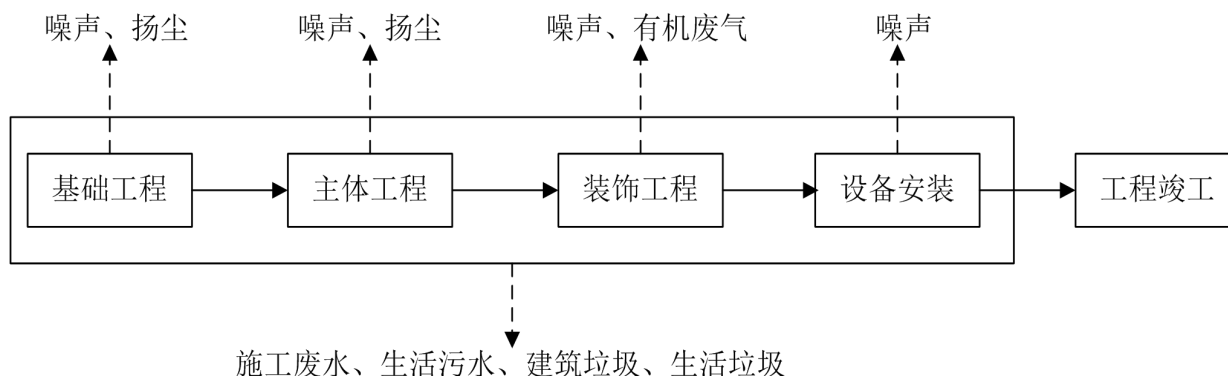 噪声、扬尘
噪声、扬尘
噪声、有机废气
噪声
基础工程
主体工程
装饰工程
设备安装
工程竣工
施工废水、生活污水、建筑垃圾、生活垃圾